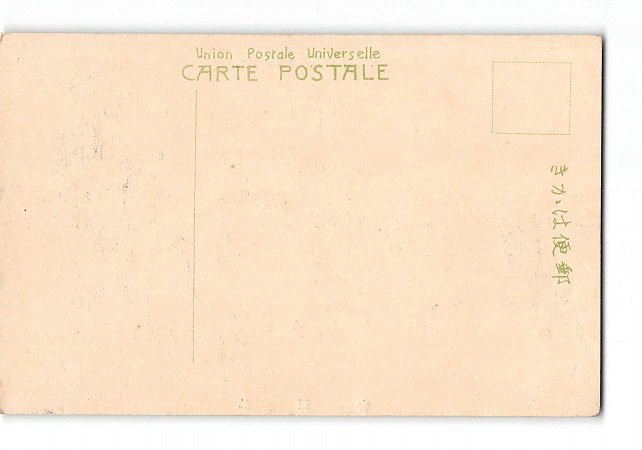 Union Postale Universelle
CARTE POSTALE
きかは便郵